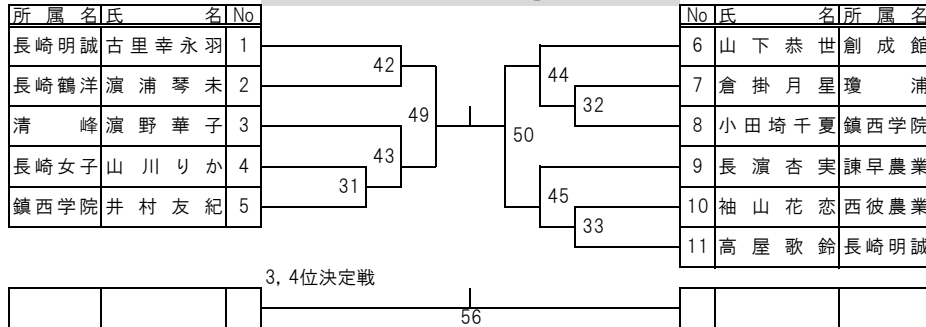 所属名 氏名 No No 氏名 所属名
長崎明誠 古里幸永羽 1 6 山下恭世 創成館
42 44
長崎鶴洋 濵浦琴未 2 7 倉掛月星 瓊浦
49 32
清峰 濵野華子 3 8 小田埼千夏 鎮西学院
50
長崎女子 山川りか 4 9 長濵杏実 諫早農業
43 31 45
鎮西学院 井村友紀 5 10 袖山花恋 西彼農業
33
11 高屋歌鈴 長崎明誠
3, 4位決定戦
56